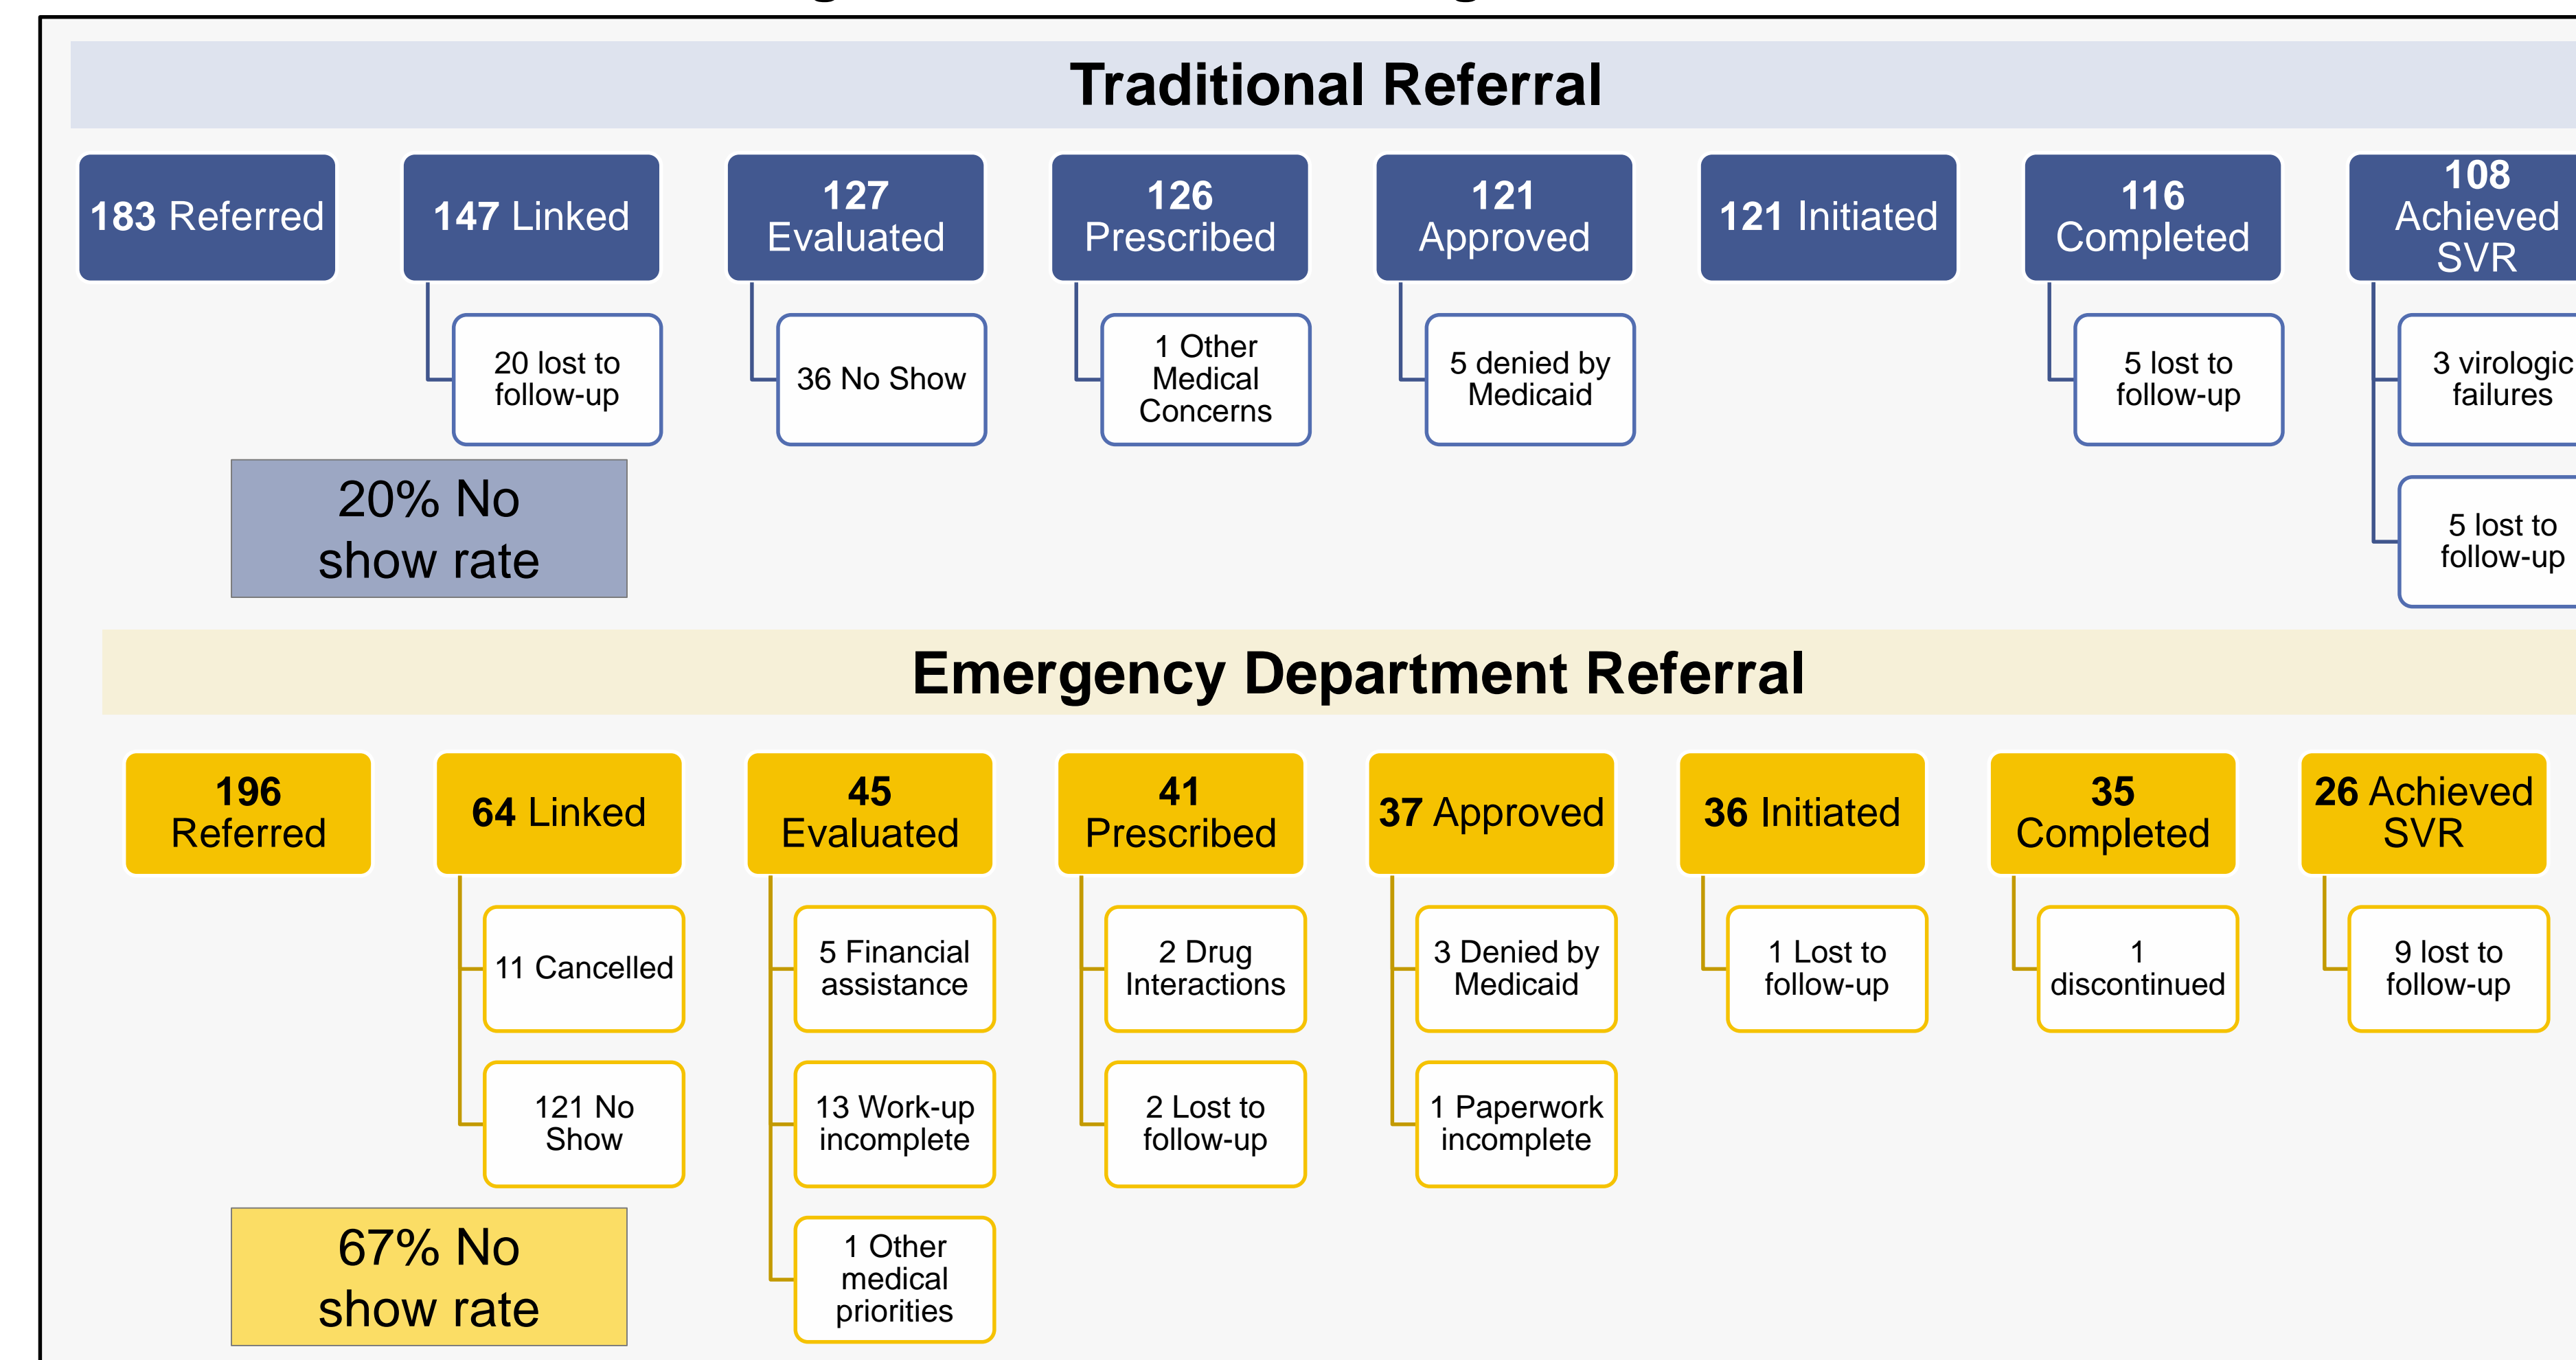 Traditional Referral
183 Referred
147 Linked
127
Evaluated
126
Prescribed
121
Approved
121 Initiated
116
Completed
108
Achieved
SVR
20 lost to
follow-up
36 No Show
1 Other
Medical
Concerns
5 denied by
Medicaid
5 lost to
follow-up
3 virologic
failures
5 lost to
follow-up
20% No
show rate
Emergency Department Referral
196
Referred
64 Linked
45
Evaluated
41
Prescribed
37 Approved
36 Initiated
35
Completed
26 Achieved
SVR
11 Cancelled
121 No
Show
5 Financial
assistance
13 Work-up
incomplete
1 Other
medical
priorities
2 Drug
Interactions
2 Lost to
follow-up
3 Denied by
Medicaid
1 Paperwork
incomplete
1 Lost to
follow-up
1
discontinued
9 lost to
follow-up
67% No
show rate